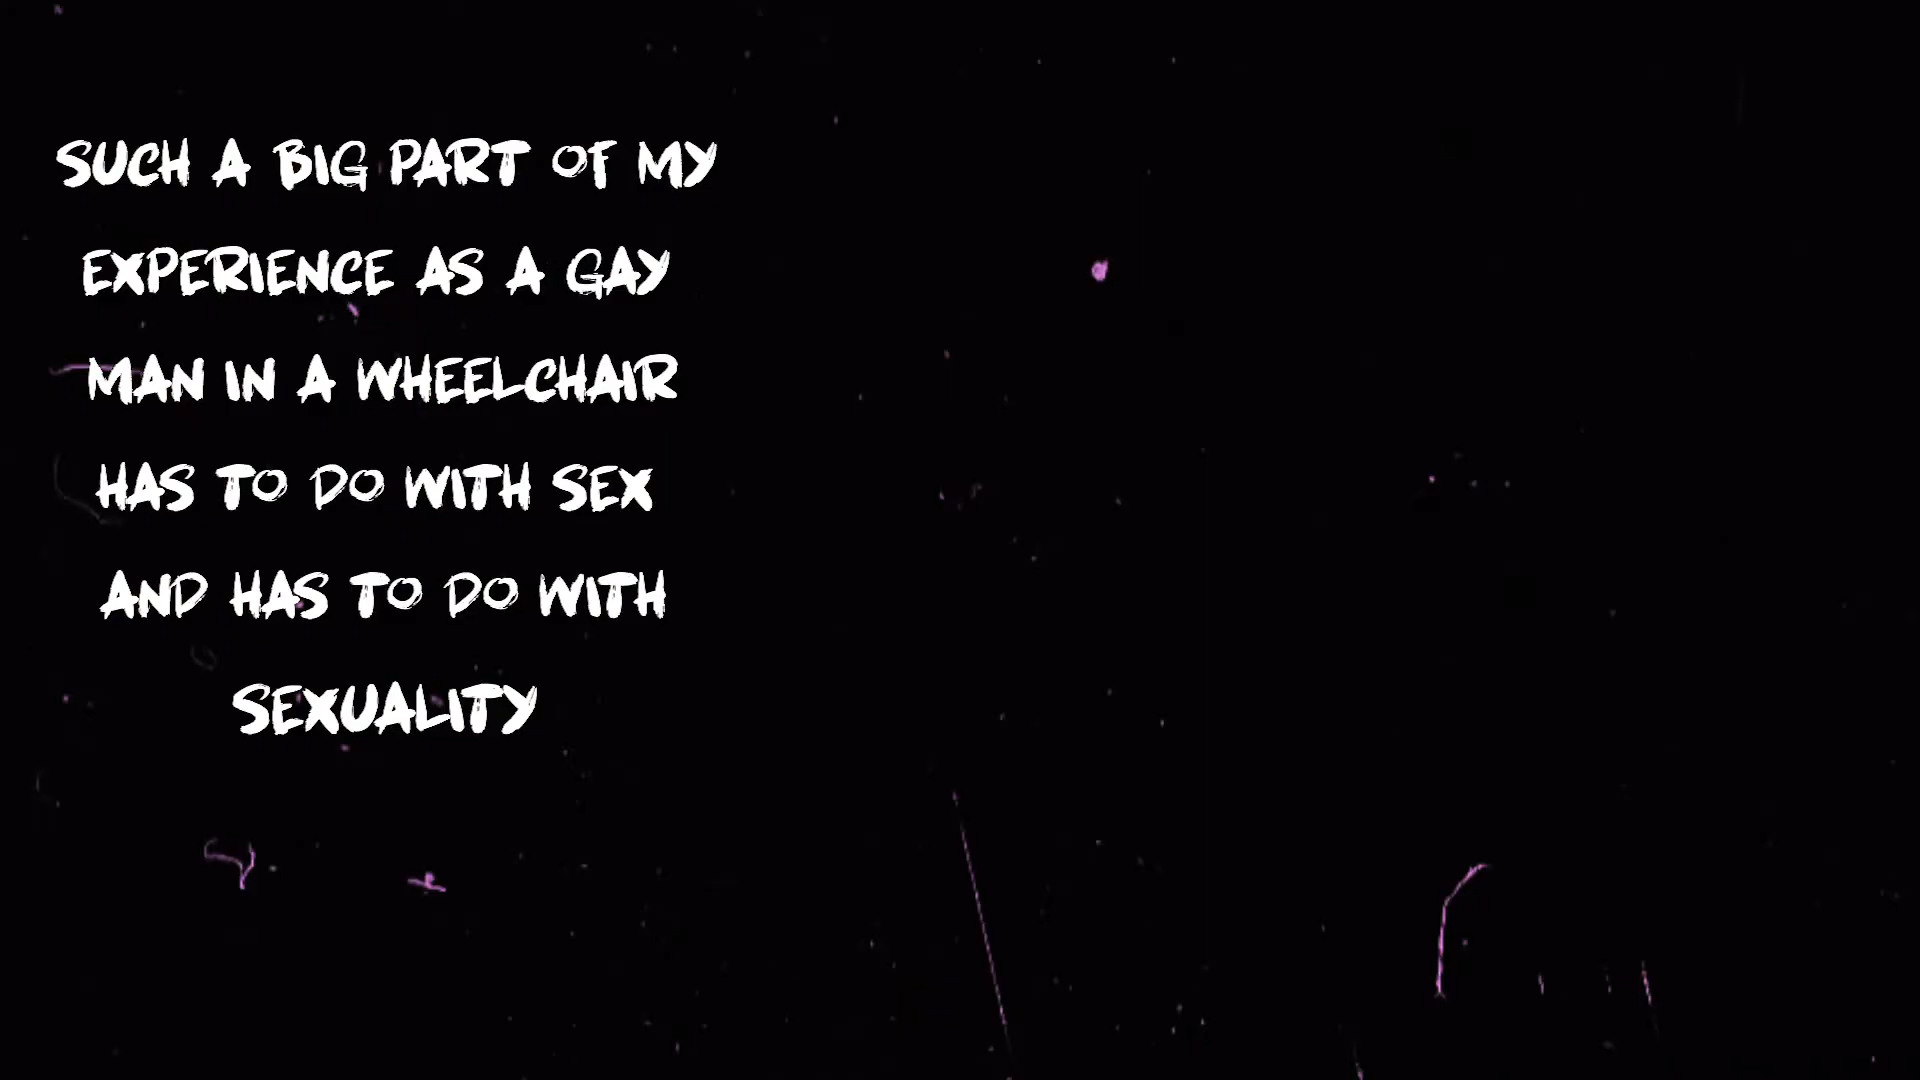 SUCH A BIG PART OF MY
EXPERIENCE AS A GAY
MAN IN A WHEELCHAIR
HAS TO DO WITH SEX
AND HAS TO DO WITH
SEXUALITY